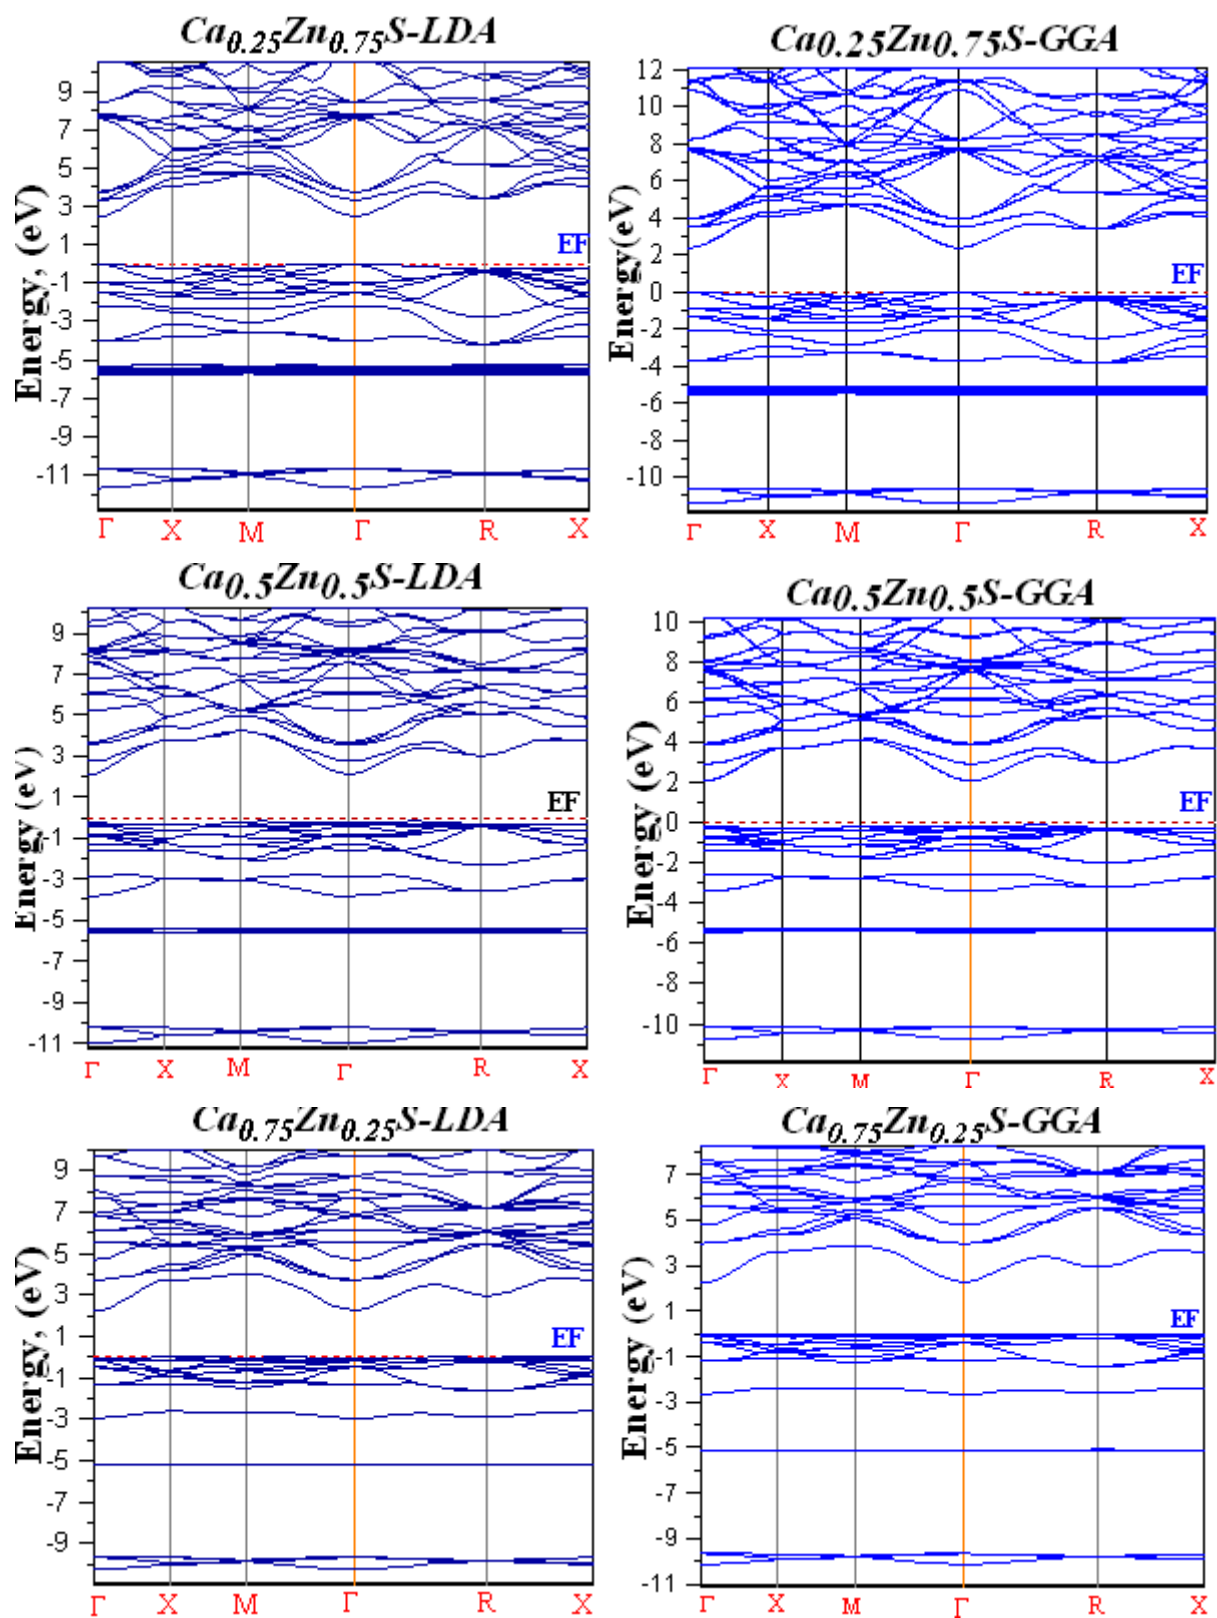 Ca0.25Zn0.75S-LDA
Energy, (eV)
9
7
5
3
1
-1
-3
-5
-7
-9
-11
EF
Γ X M Γ R X
Ca0.25Zn0.75S-GGA
Energy(eV)
12
10
8
6
4
2
0
-2
-4
-6
-8
-10
EF
Γ X M Γ R X
Ca0.5Zn0.5S-LDA
Energy (eV)
9
7
5
3
1
-1
-3
-5
-7
-9
-11
EF
Γ X M Γ R X
Ca0.5Zn0.5S-GGA
Energy (eV)
10
8
6
4
2
0
-2
-4
-6
-8
-10
EF
Γ X M Γ R X
Ca0.75Zn0.25S-LDA
Energy, (eV)
9
7
5
3
1
-1
-3
-5
-7
-9
EF
Γ X M Γ R X
Ca0.75Zn0.25S-GGA
Energy (eV)
7
5
3
1
-1
-3
-5
-7
-9
-11
EF
Γ X M Γ R X